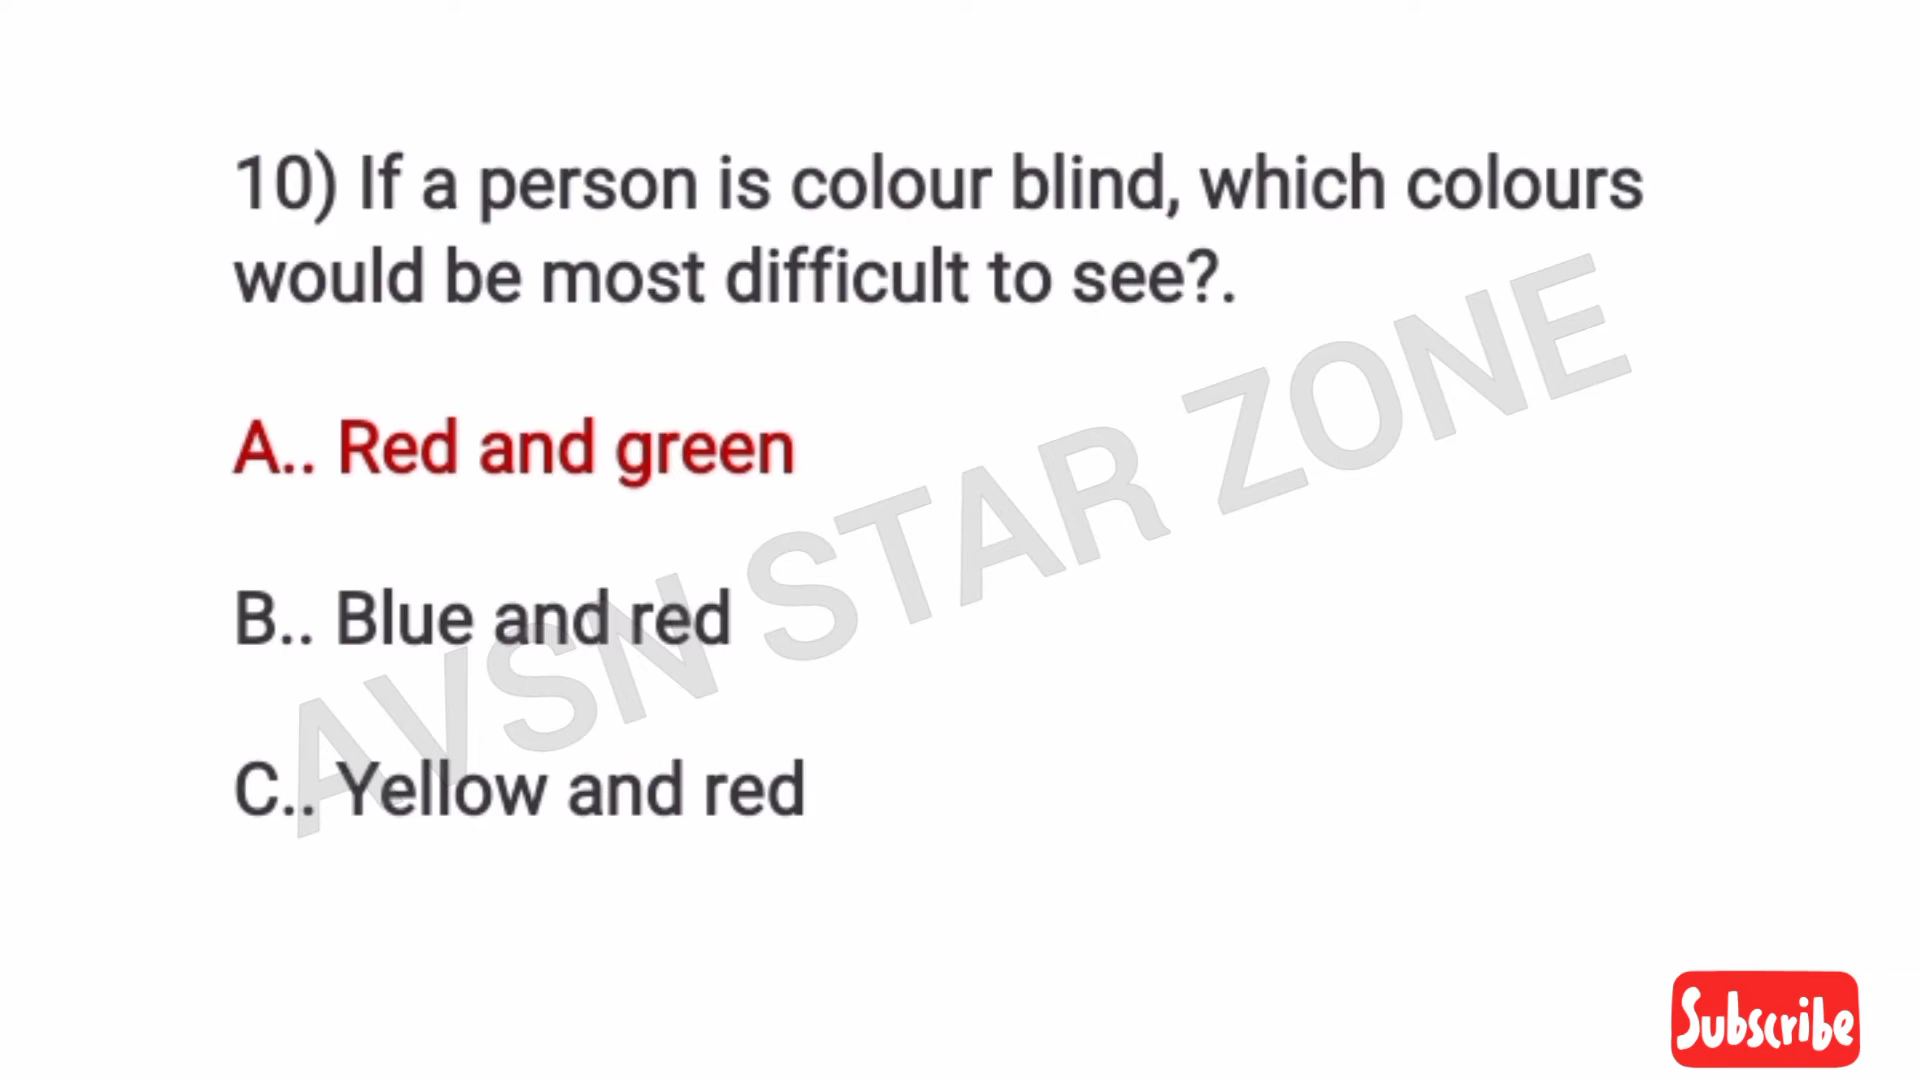 10) If a person is colour blind, which colours
would be most difficult to see?.
A.. Red and green
B.. Blue and red
C.. Yellow and red
AVSN STAR ZONE
Subscribe